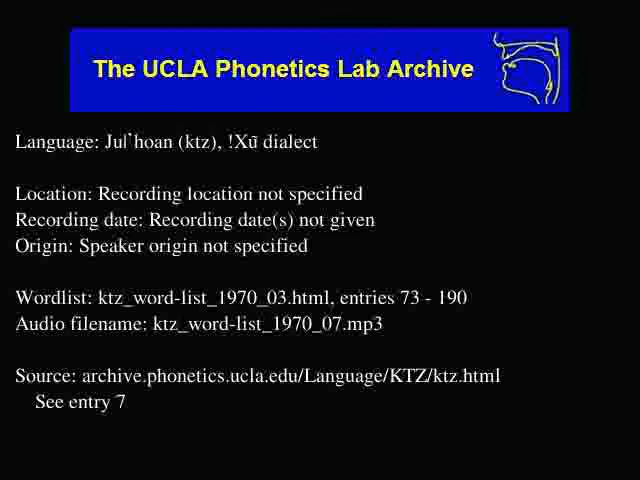 The UCLA Phonetics Lab Archive
Language: Ju|ʼhoan (ktz), !Xũ dialect
Location: Recording location not specified
Recording date: Recording date(s) not given
Origin: Speaker origin not specified
Wordlist: ktz_word-list_1970_03.html, entries 73 - 190
Audio filename: ktz_word-list_1970_07.mp3
Source: archive.phonetics.ucla.edu/Language/KTZ/ktz.html
See entry 7